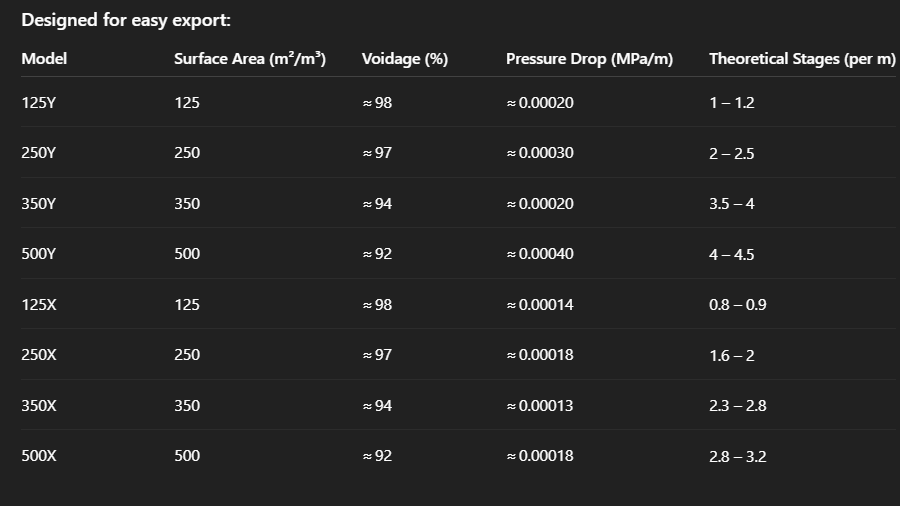 Designed for easy export:
Model Surface Area (m²/m³) Voidage (%) Pressure Drop (MPa/m) Theoretical Stages (per m)
125Y 125 ≈ 98 ≈ 0.00020 1 – 1.2
250Y 250 ≈ 97 ≈ 0.00030 2 – 2.5
350Y 350 ≈ 94 ≈ 0.00020 3.5 – 4
500Y 500 ≈ 92 ≈ 0.00040 4 – 4.5
125X 125 ≈ 98 ≈ 0.00014 0.8 – 0.9
250X 250 ≈ 97 ≈ 0.00018 1.6 – 2
350X 350 ≈ 94 ≈ 0.00013 2.3 – 2.8
500X 500 ≈ 92 ≈ 0.00018 2.8 – 3.2